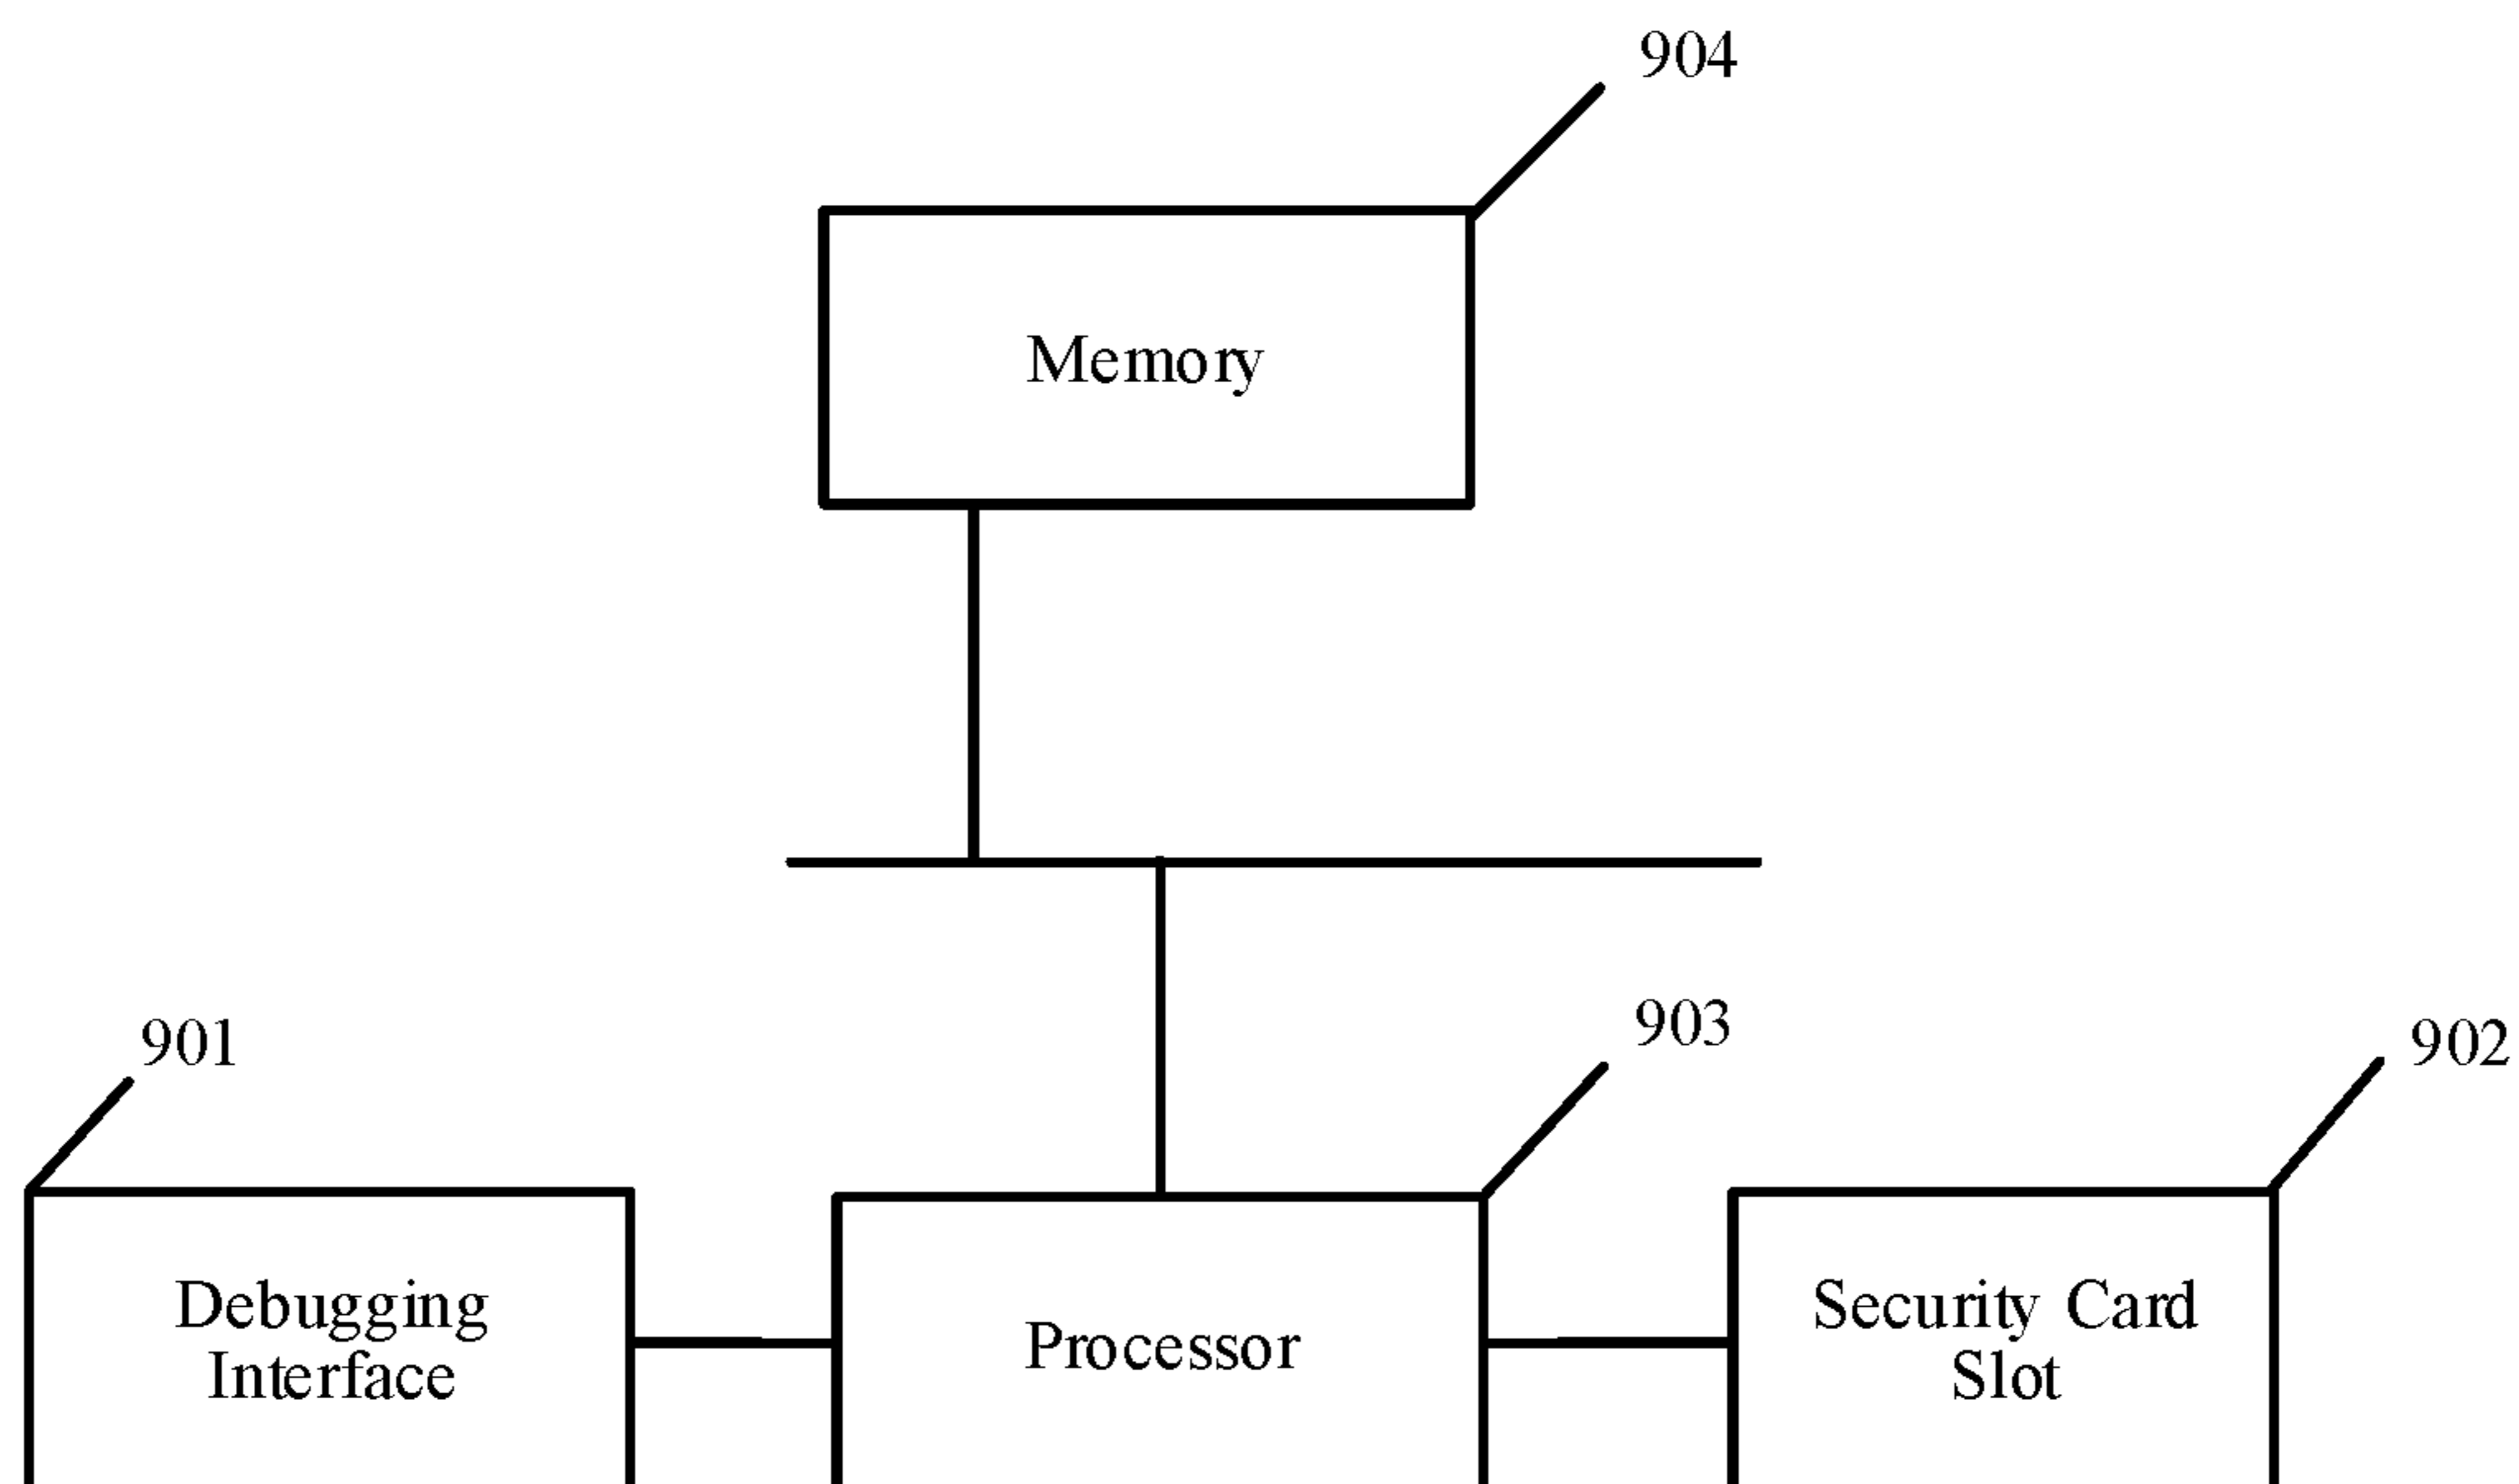 904
Memory
901
903
902
Debugging
Interface
Processor
Security Card
Slot